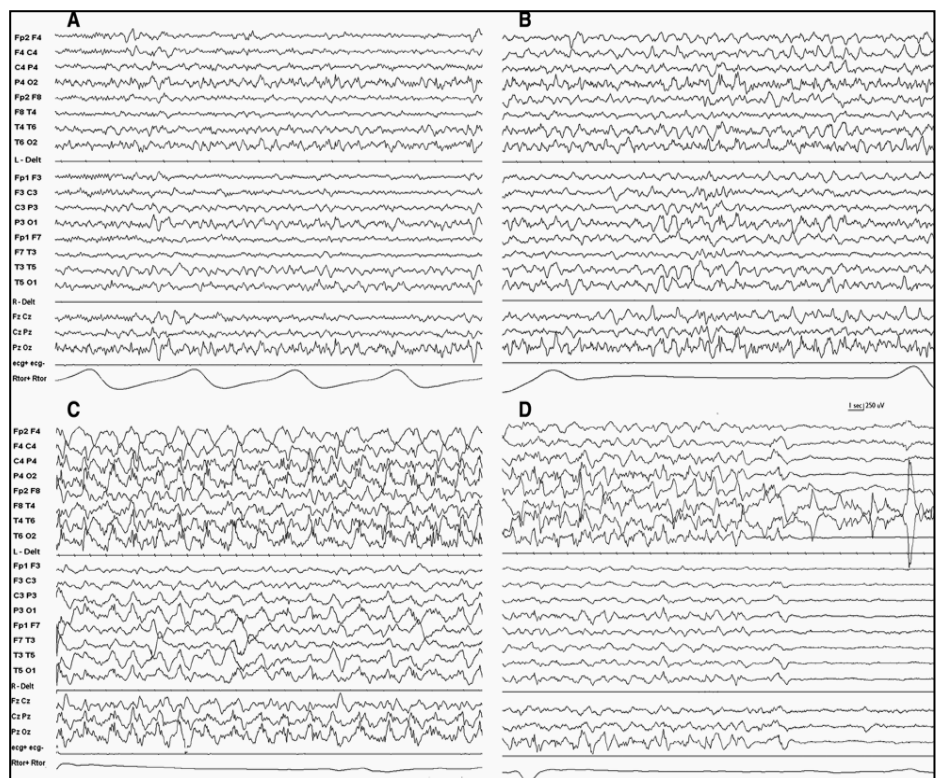 A
B
Fp2 F4
F4 C4
C4 P4
P4 O2
Fp2 F8
F8 T4
T4 T6
T6 O2
L - Delt
Fp1 F3
F3 C3
C3 P3
P3 O1
Fp1 F7
F7 T3
T3 T5
T5 O1
R - Delt
Fz Cz
Cz Pz
Pz Oz
ecg+ ecg-
Rtor+ Rtor
C
D
1 sec 250 uV
Fp2 F4
F4 C4
C4 P4
P4 O2
Fp2 F8
F8 T4
T4 T6
T6 O2
L - Delt
Fp1 F3
F3 C3
C3 P3
P3 O1
Fp1 F7
F7 T3
T3 T5
T5 O1
R - Delt
Fz Cz
Cz Pz
Pz Oz
ecg+ ecg-
Rtor+ Rtor